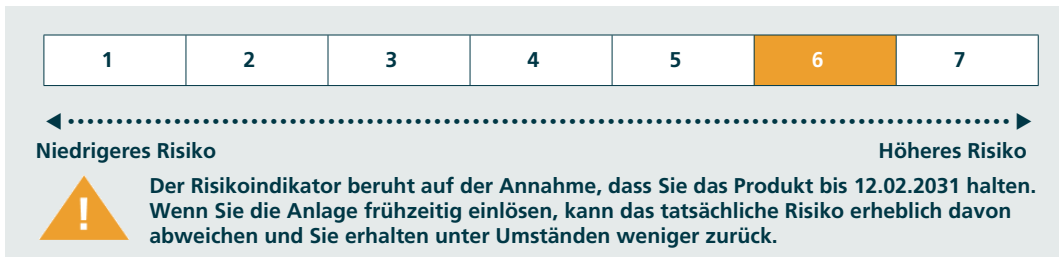 1 2 3 4 5 6 7
Niedrigeres Risiko Höheres Risiko
Der Risikoindikator beruht auf der Annahme, dass Sie das Produkt bis 12.02.2031 halten.
Wenn Sie die Anlage frühzeitig einlösen, kann das tatsächliche Risiko erheblich davon
abweichen und Sie erhalten unter Umständen weniger zurück.